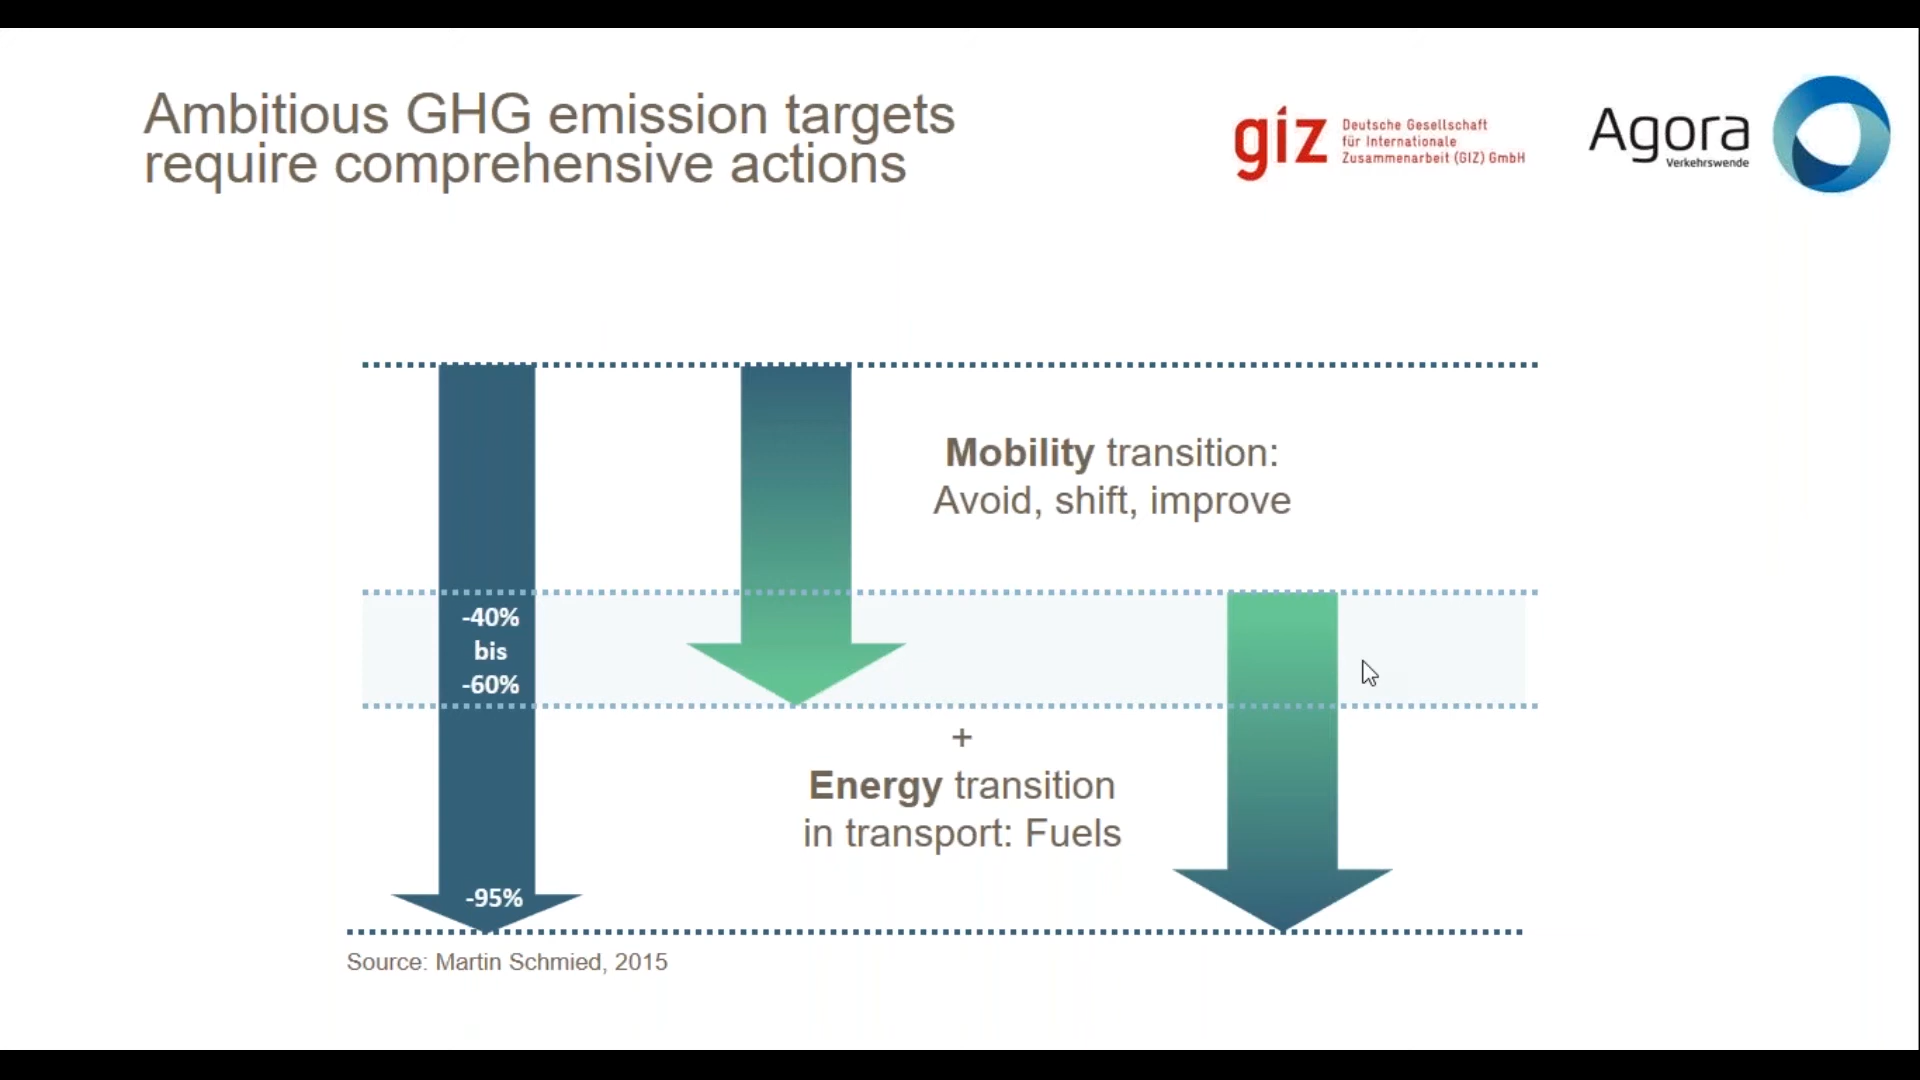 Ambitious GHG emission targets
require comprehensive actions
giz
Deutsche Gesellschaft
für Internationale
Zusammenarbeit (GIZ) GmbH
Agora
Verkehrswende
Mobility transition:
Avoid, shift, improve
-40%
bis
-60%
+
Energy transition
in transport: Fuels
-95%
Source: Martin Schmied, 2015